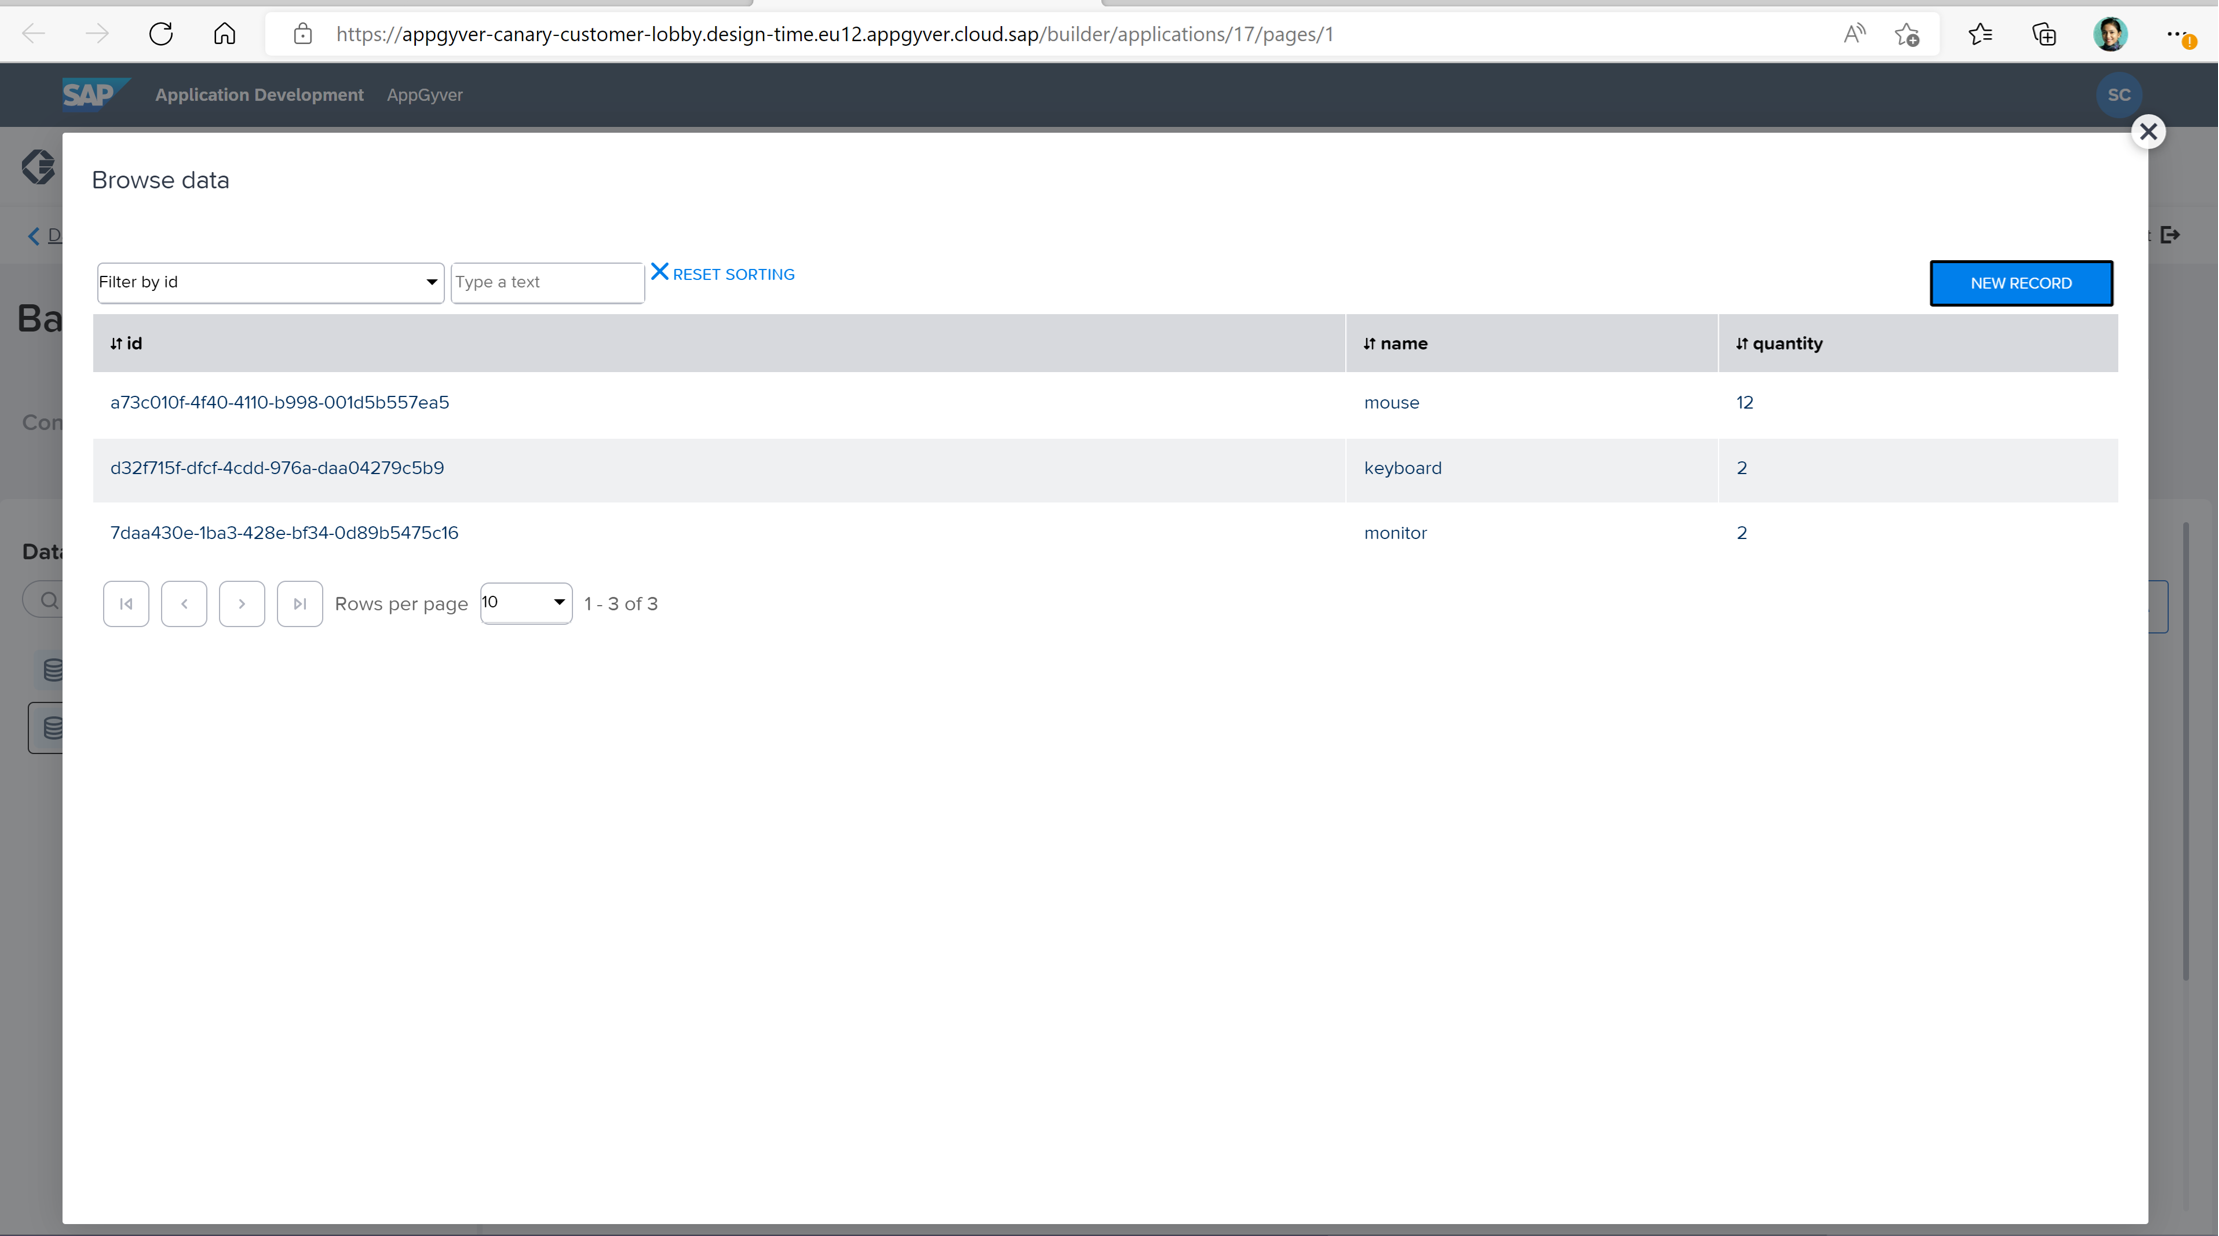 https://appgyver-canary-customer-lobby.design-time.eu12.appgyver.cloud.sap/builder/applications/17/pages/1
SAP Application Development AppGyver SC
Browse data
D
Filter by id Type a text RESET SORTING NEW RECORD
Ba
id name quantity
a73c010f-4f40-4110-b998-001d5b557ea5 mouse 12
Con
d32f715f-dfcf-4cdd-976a-daa04279c5b9 keyboard 2
7daa430e-1ba3-428e-bf34-0d89b5475c16 monitor 2
Data
Rows per page 10 1 - 3 of 3